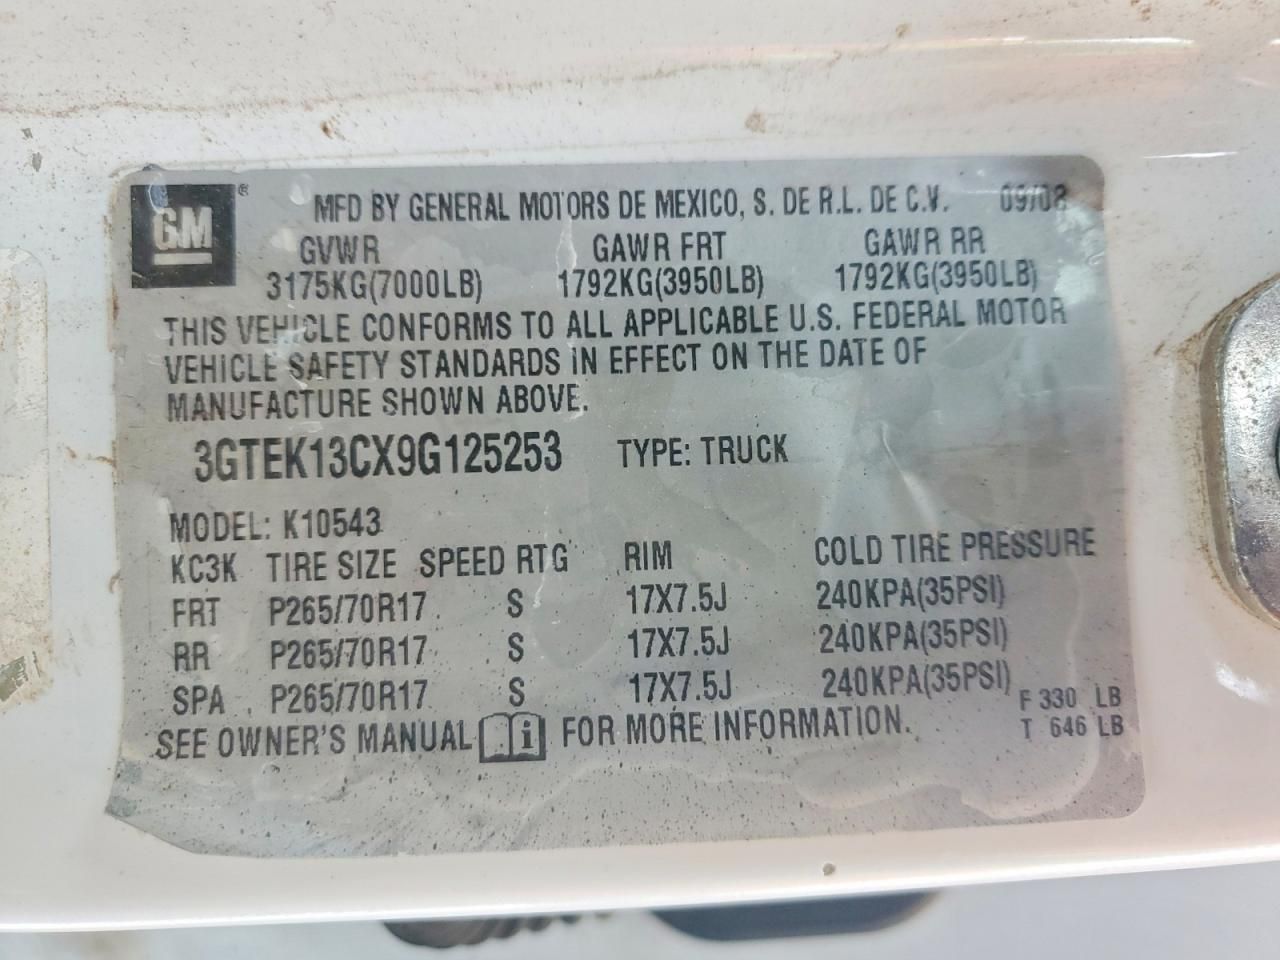 GM ® MFD BY GENERAL MOTORS DE MEXICO, S. DE R.L. DE C.V. 09/08
GVWR GAWR FRT GAWR RR
3175KG(7000LB) 1792KG(3950LB) 1792KG(3950LB)
THIS VEHICLE CONFORMS TO ALL APPLICABLE U.S. FEDERAL MOTOR
VEHICLE SAFETY STANDARDS IN EFFECT ON THE DATE OF
MANUFACTURE SHOWN ABOVE.
3GTEK13CX9G125253 TYPE: TRUCK
MODEL: K10543
KC3K TIRE SIZE SPEED RTG RIM COLD TIRE PRESSURE
FRT P265/70R17 S 17X7.5J 240KPA(35PSI)
RR P265/70R17 S 17X7.5J 240KPA(35PSI)
SPA P265/70R17 S 17X7.5J 240KPA(35PSI)
F 330 LB
SEE OWNER'S MANUAL i FOR MORE INFORMATION. T 646 LB